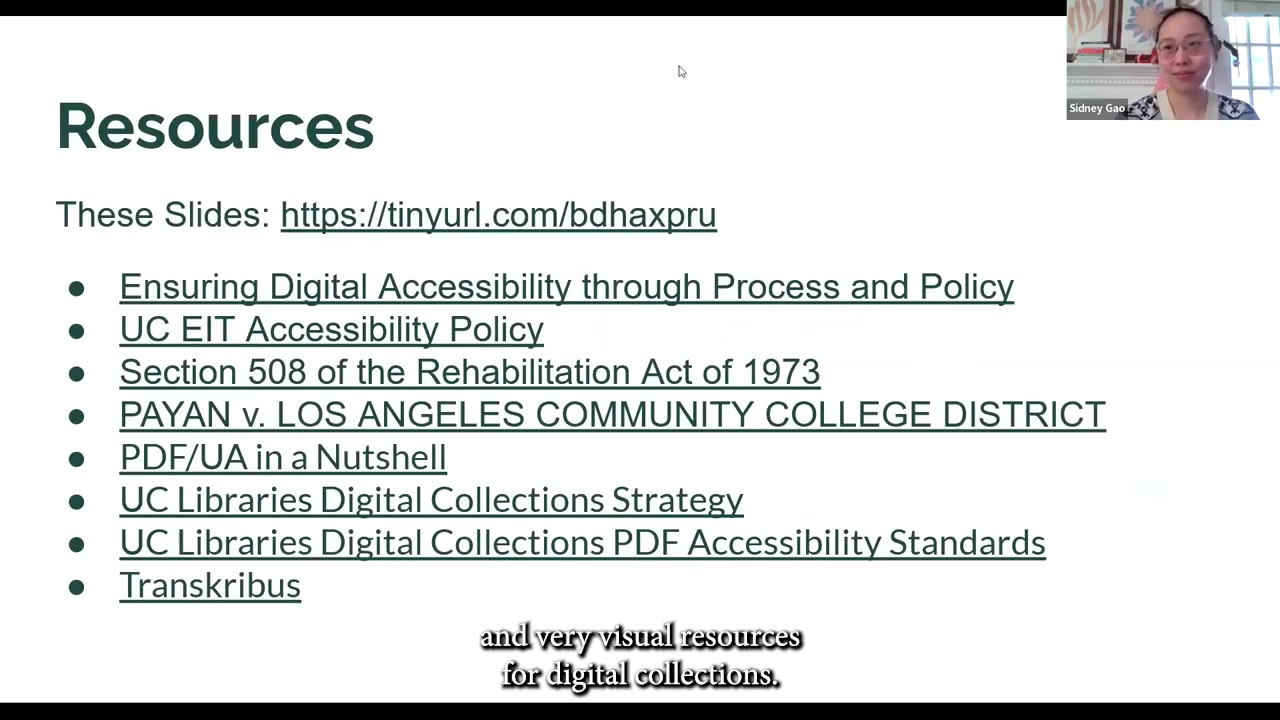 Sidney Gao
Resources
These Slides: https://tinyurl.com/bdhaxpru
● Ensuring Digital Accessibility through Process and Policy
● UC EIT Accessibility Policy
● Section 508 of the Rehabilitation Act of 1973
● PAYAN v. LOS ANGELES COMMUNITY COLLEGE DISTRICT
● PDF/UA in a Nutshell
● UC Libraries Digital Collections Strategy
● UC Libraries Digital Collections PDF Accessibility Standards
● Transkribus
and very visual resources
for digital collections.